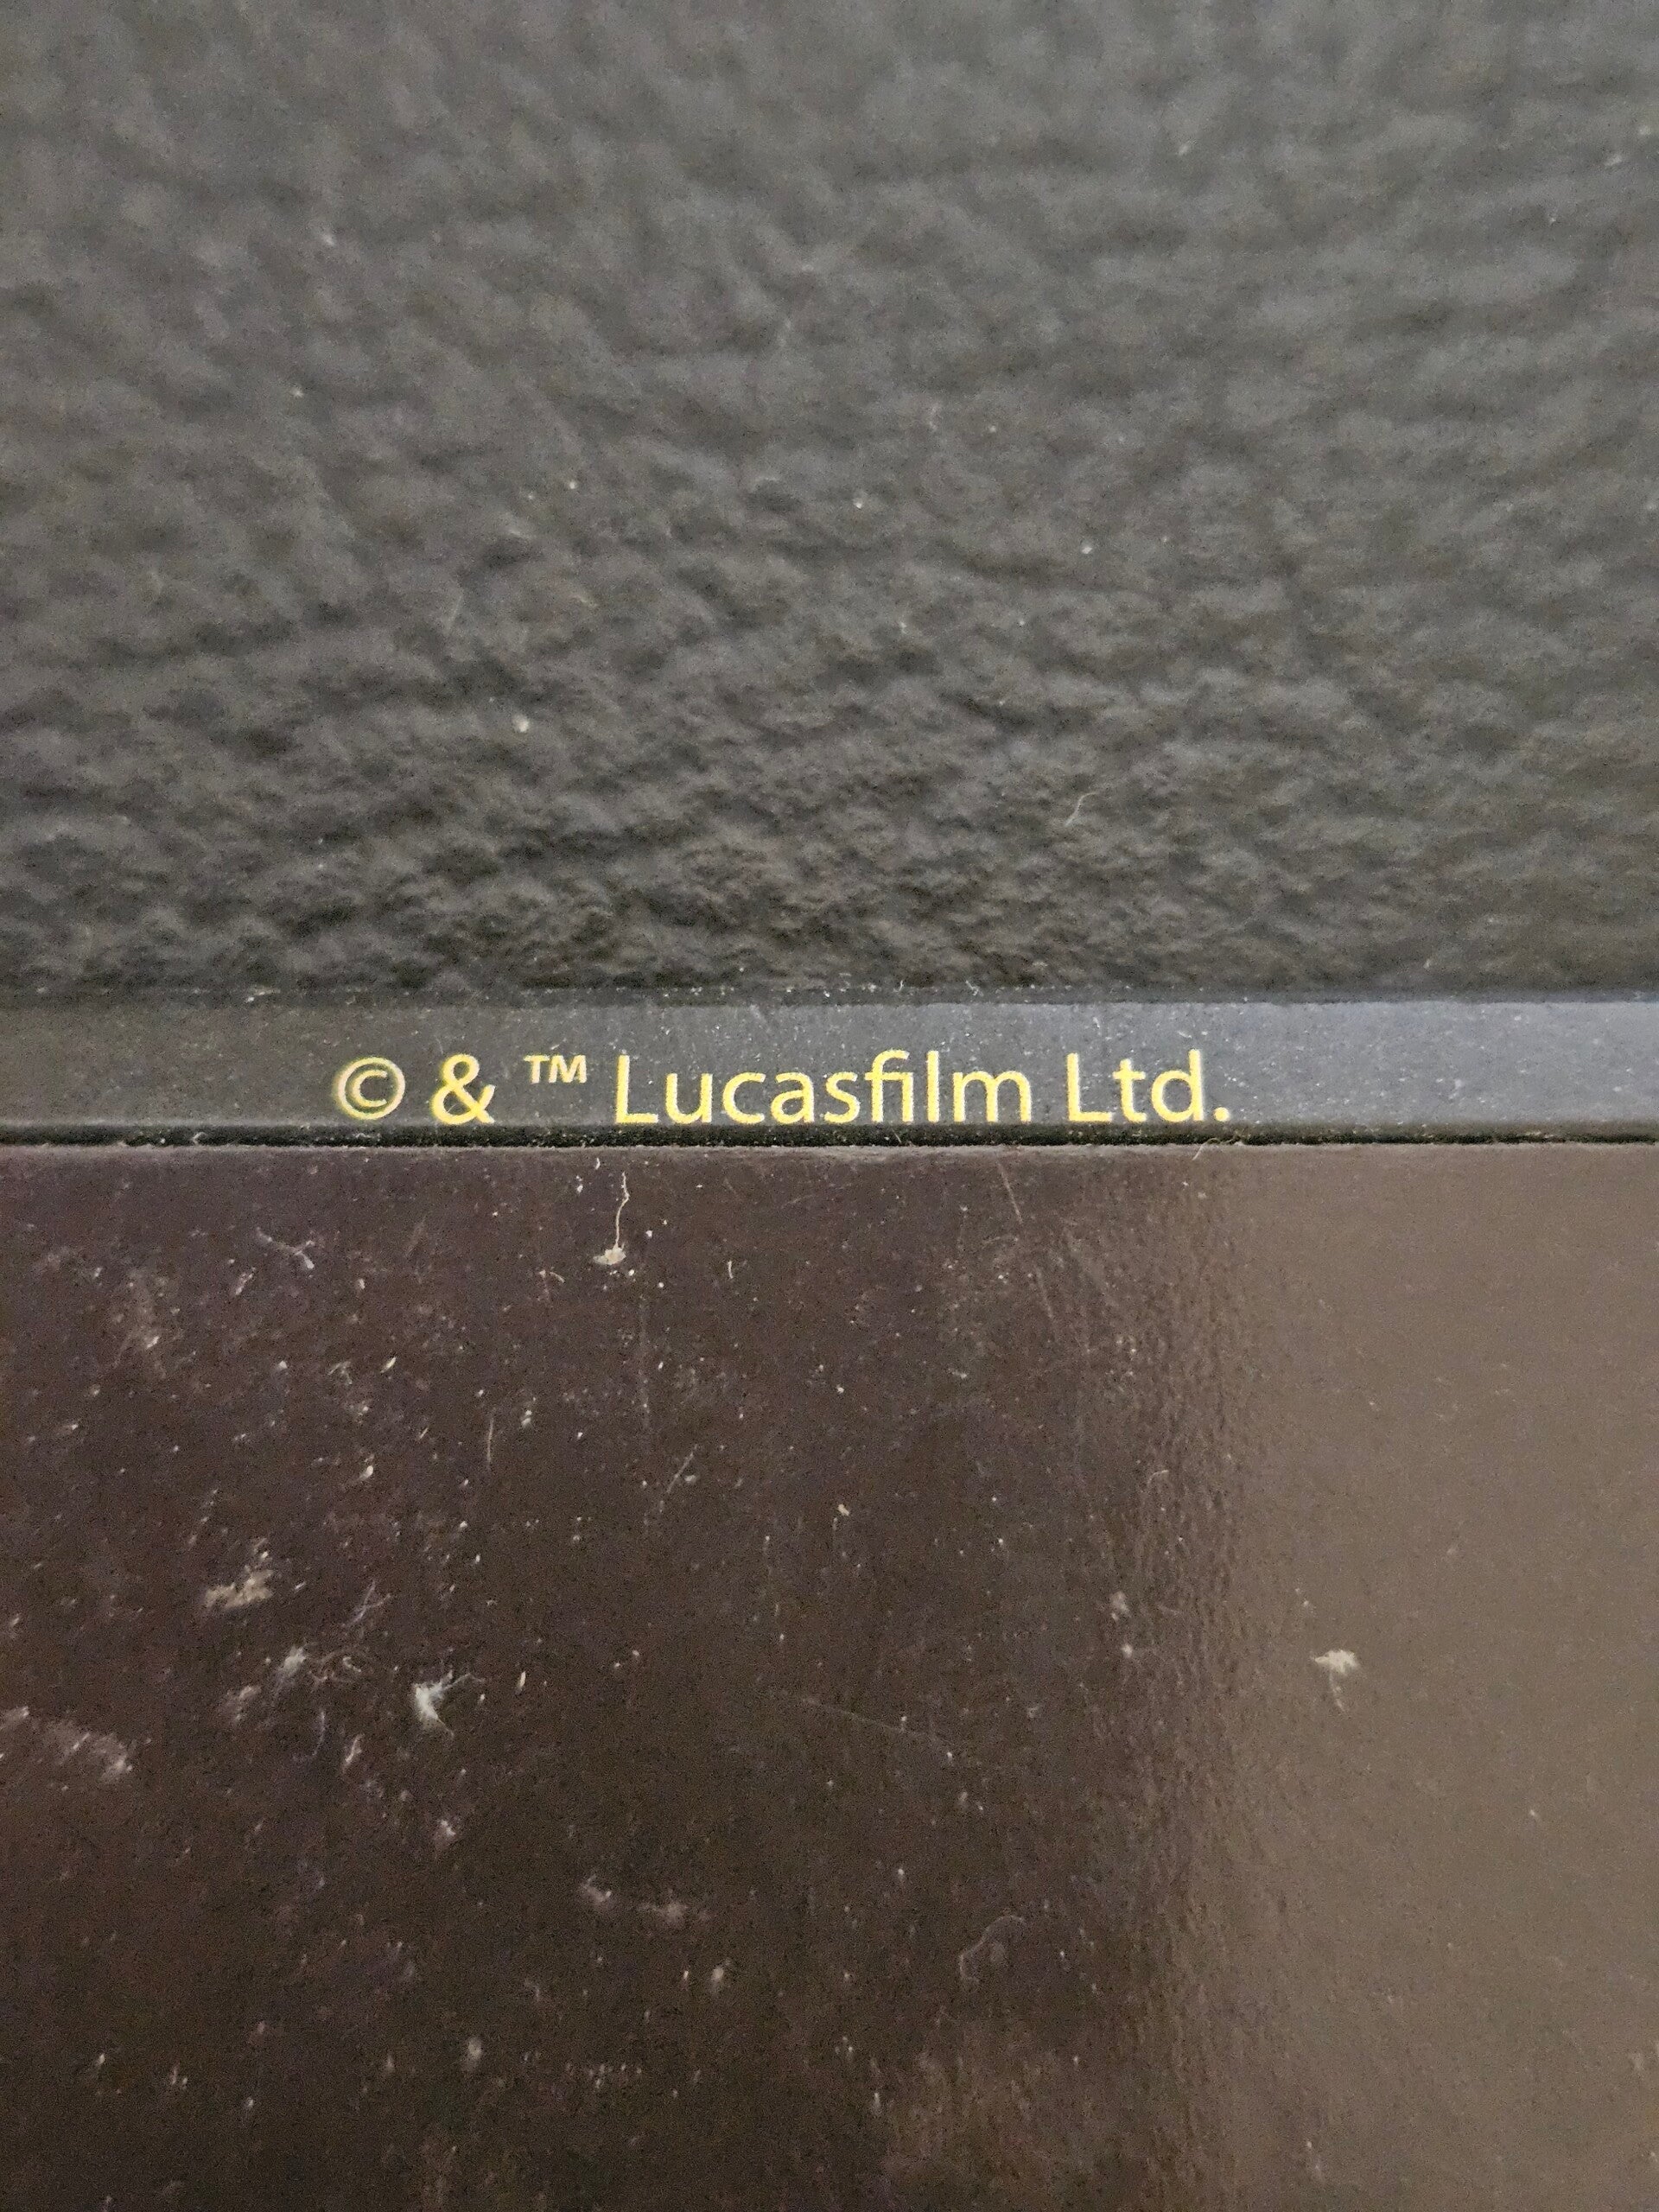 © & ™ Lucasfilm Ltd.